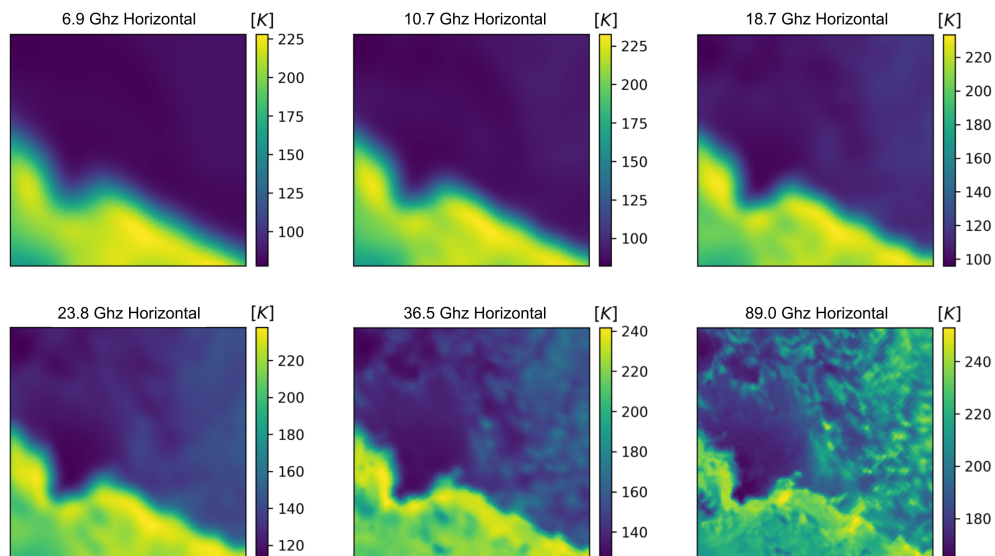 6.9 Ghz Horizontal
[K]
225
200
175
150
125
100
10.7 Ghz Horizontal
[K]
225
200
175
150
125
100
18.7 Ghz Horizontal
[K]
220
200
180
160
140
120
100
23.8 Ghz Horizontal
[K]
220
200
180
160
140
120
36.5 Ghz Horizontal
[K]
240
220
200
180
160
140
89.0 Ghz Horizontal
[K]
240
220
200
180